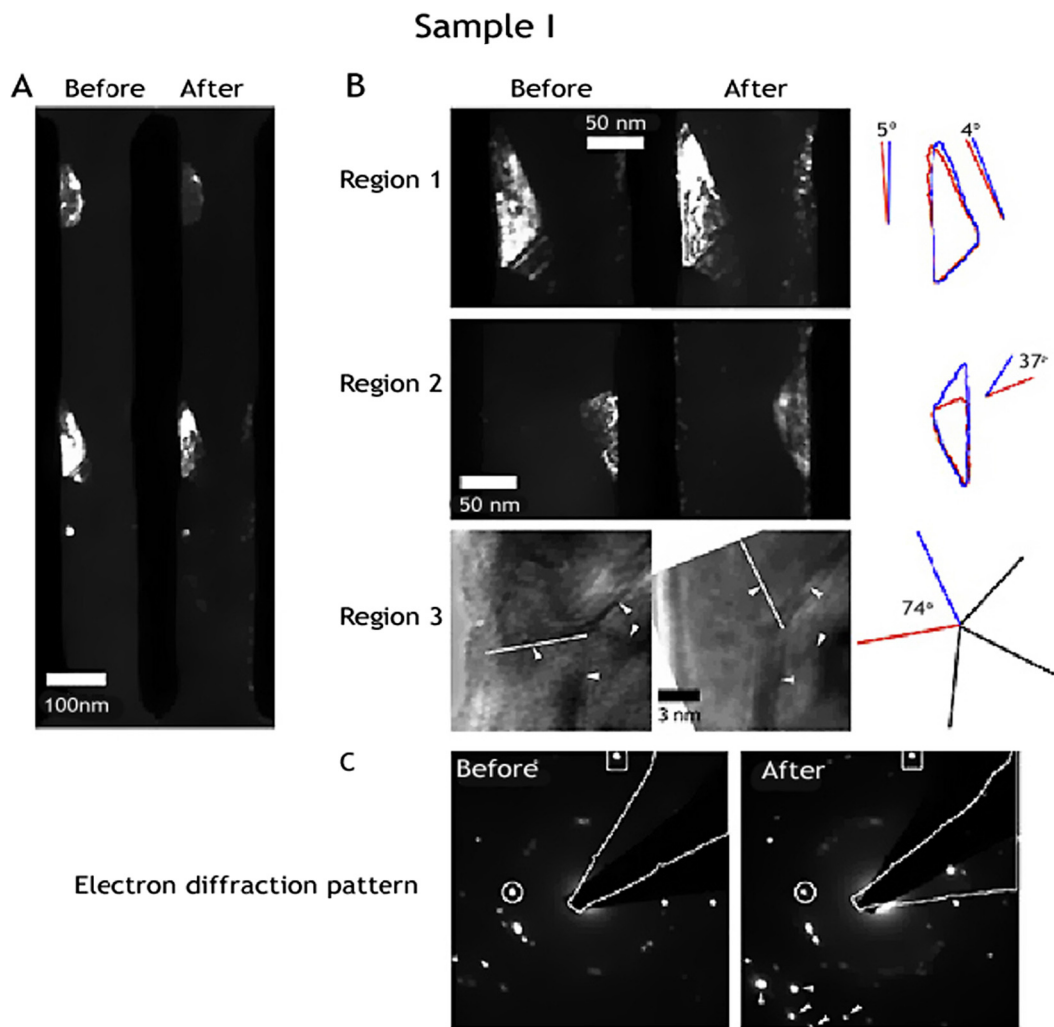 Sample I
A
Before
After
100nm
B
Before
After
Region 1
50 nm
5°
4°
Region 2
50 nm
37°
Region 3
3 nm
74°
C
Before
After
Electron diffraction pattern